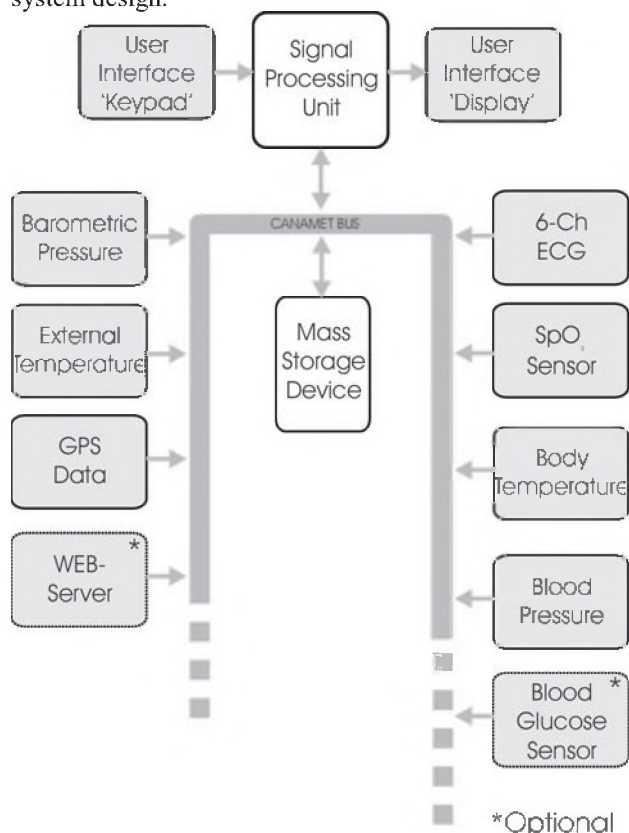 system design.
User
Interface
'Keypad'
Signal
Processing
Unit
User
Interface
'Display'
CANAMET BUS
Barometric
Pressure
6-Ch
ECG
External
Temperature
Mass
Storage
Device
SpO2
Sensor
GPS
Data
Body
Temperature
WEB-*
Server
Blood
Pressure
Blood *
Glucose
Sensor
*Optional